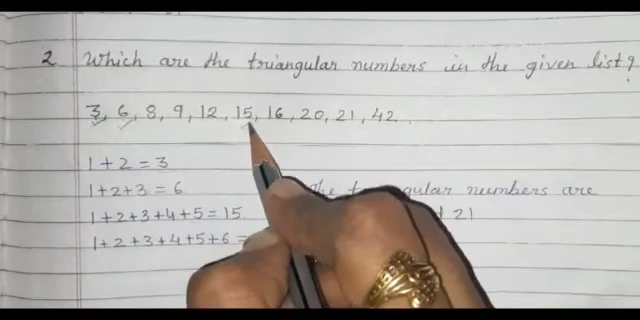 2 Which are the triangular numbers in the given list?
3, 6, 8, 9, 12, 15, 16, 20, 21, 42
1+2=3
1+2+3=6 numbers are
1+2+3+4+5=15 21
1+2+3+4+5+6=